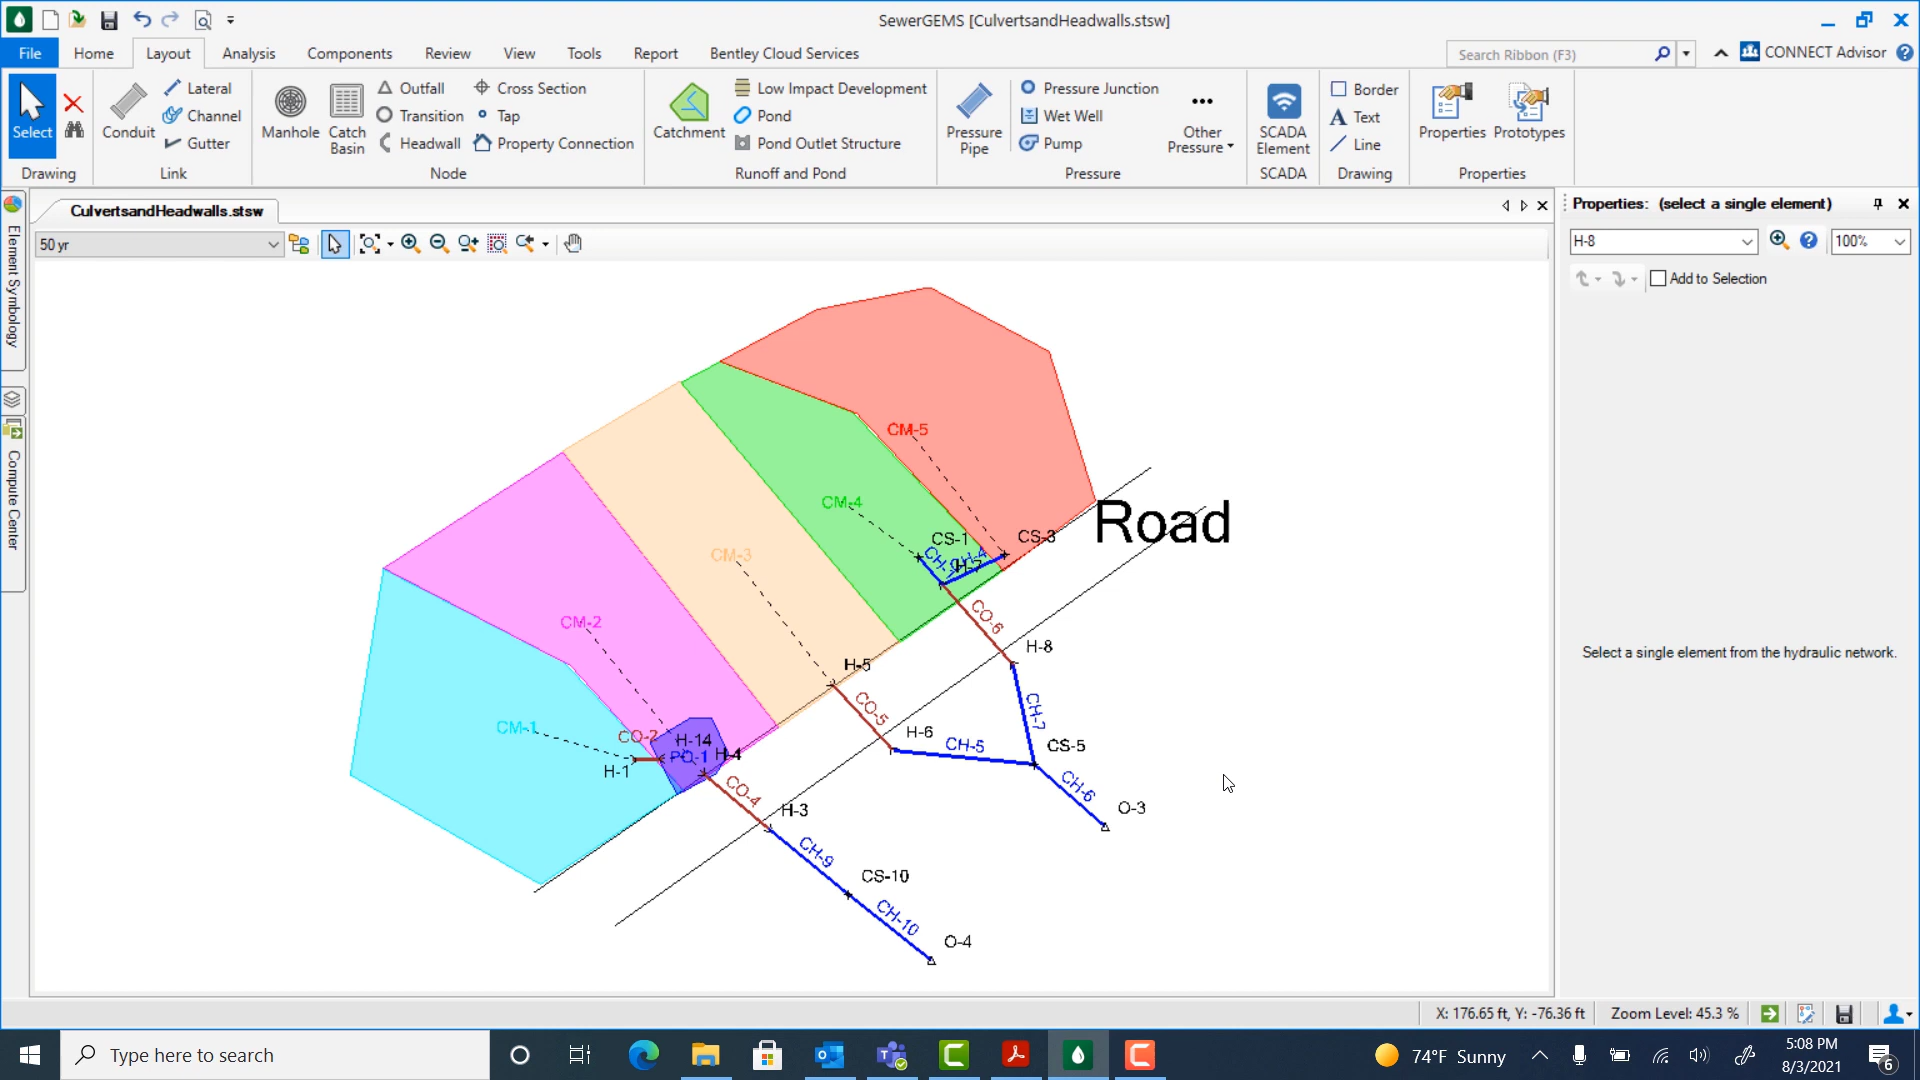 SewerGEMS [CulvertsandHeadwalls.stsw]
File Home Layout Analysis Components Review View Tools Report Bentley Cloud Services
Search Ribbon (F3)
CONNECT Advisor
Select
Drawing
Conduit
Lateral
Channel
Gutter
Link
Manhole
Catch
Basin
Outfall
Transition
Headwall
Cross Section
Tap
Property Connection
Node
Catchment
Low Impact Development
Pond
Pond Outlet Structure
Runoff and Pond
Pressure
Pipe
Pressure Junction
Wet Well
Pump
Other
Pressure
Pressure
SCADA
Element
SCADA
Border
Text
Line
Drawing
Properties
Prototypes
Properties
Element Symbology
Compute Center
CulvertsandHeadwalls.stsw
50 yr
Properties: (select a single element)
H-8
100%
Add to Selection
Select a single element from the hydraulic network.
CM-5
CM-4
Road
CS-1
CS-3
CH-4
H-7
CM-3
CO-6
CM-2
H-8
H-5
CO-5
CH-7
CM-1
CO-2
H-14
H-6
CH-5
CS-5
PO-1
H-4
H-1
CO-4
CH-6
H-3
O-3
CH-9
CS-10
CH-10
O-4
X: 176.65 ft, Y: -76.36 ft
Zoom Level: 45.3 %
Type here to search
74°F Sunny
5:08 PM
8/3/2021
6